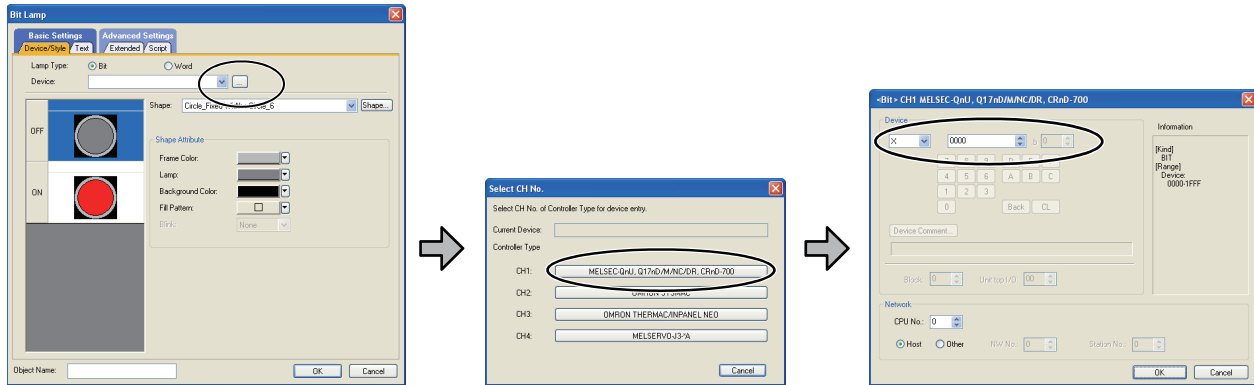 Bit Lamp
Basic Settings Advanced Settings
Device/Style Text Extended Script
Lamp Type: Bit Word
Device: ...
Shape: Shape...
OFF
Shape Attribute
Frame Color:
Lamp:
ON
Background Color:
Fill Pattern:
Blink: None
Object Name: OK Cancel
Select CH No.
Select CH No. of Controller Type for device entry.
Current Device:
Controller Type
CH1: MELSEC-QnU, Q17nD/M/NC/DR, CRnD-700
CH2:
CH3: OMRON THERMAC/INPANEL NEO
CH4: MELSERVO-J3-*A
Cancel
<Bit> CH1 MELSEC-QnU, Q17nD/M/NC/DR, CRnD-700
Device
X 0000 .b 0
4 5 6 A B C
1 2 3
0 Back CL
Device Comment...
Block: 0 Unit top I/O: 00
Network
CPU No.: 0
Host Other NW No.: 0 Station No.: 0
OK Cancel
Information
[Kind]
BIT
[Range]
Device:
0000-1FFF